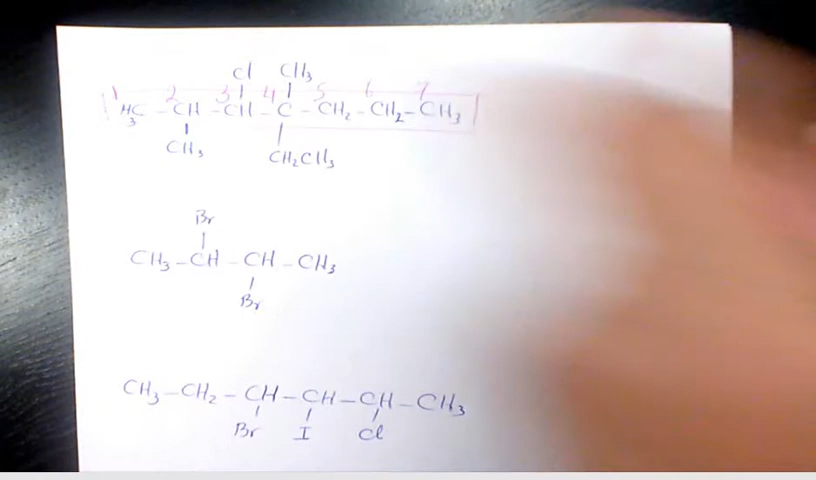 Cl CH₃
1 2 3 4 5 6 7
H₃C - CH - CH - C - CH₂ - CH₂ - CH₃
CH₃ CH₂CH₃
Br
CH₃ - CH - CH - CH₃
Br
CH₃ - CH₂ - CH - CH - CH - CH₃
Br I Cl